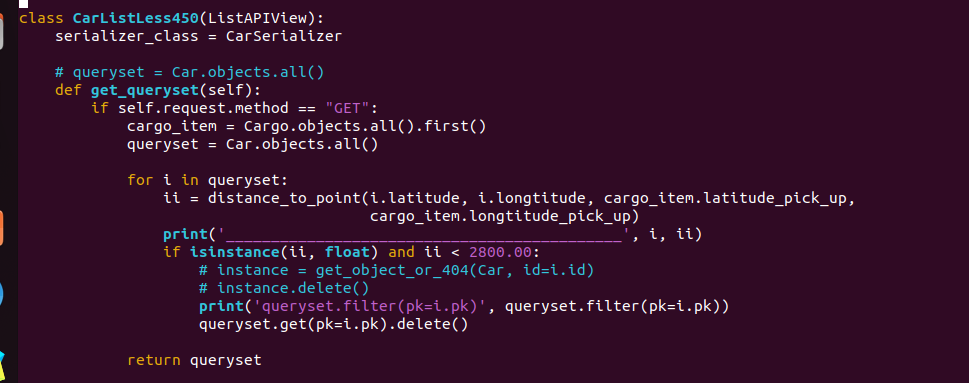 class CarListLess450(ListAPIView):
    serializer_class = CarSerializer

    # queryset = Car.objects.all()
    def get_queryset(self):
        if self.request.method == "GET":
            cargo_item = Cargo.objects.all().first()
            queryset = Car.objects.all()

            for i in queryset:
                ii = distance_to_point(i.latitude, i.longtitude, cargo_item.latitude_pick_up,
                                       cargo_item.longtitude_pick_up)
                print('____________________________________________', i, ii)
                if isinstance(ii, float) and ii < 2800.00:
                    # instance = get_object_or_404(Car, id=i.id)
                    # instance.delete()
                    print('queryset.filter(pk=i.pk)', queryset.filter(pk=i.pk))
                    queryset.get(pk=i.pk).delete()

            return queryset